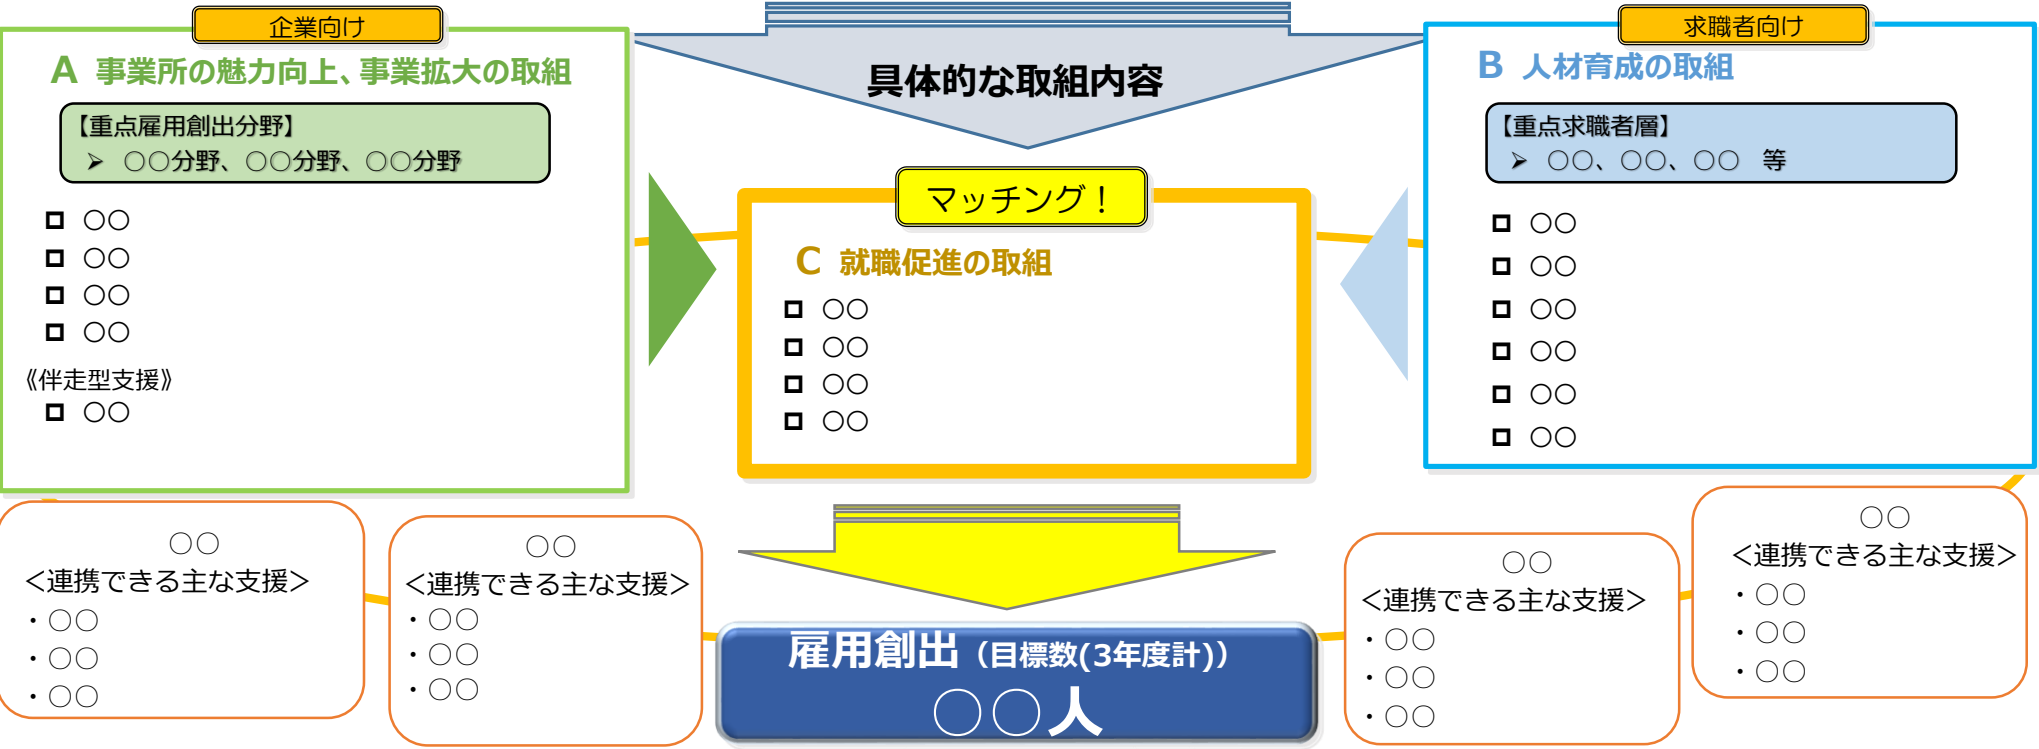 企業向け
A 事業所の魅力向上、事業拡大の取組
【重点雇用創出分野】
➢ ○○分野、○○分野、○○分野
□ ○○
□ ○○
□ ○○
□ ○○
《伴走型支援》
□ ○○
具体的な取組内容
マッチング！
C 就職促進の取組
□ ○○
□ ○○
□ ○○
□ ○○
求職者向け
B 人材育成の取組
【重点求職者層】
➢ ○○、○○、○○ 等
□ ○○
□ ○○
□ ○○
□ ○○
□ ○○
□ ○○
○○
＜連携できる主な支援＞
・○○
・○○
・○○
○○
＜連携できる主な支援＞
・○○
・○○
・○○
雇用創出（目標数(3年度計)）
○○人
○○
＜連携できる主な支援＞
・○○
・○○
・○○
○○
＜連携できる主な支援＞
・○○
・○○
・○○